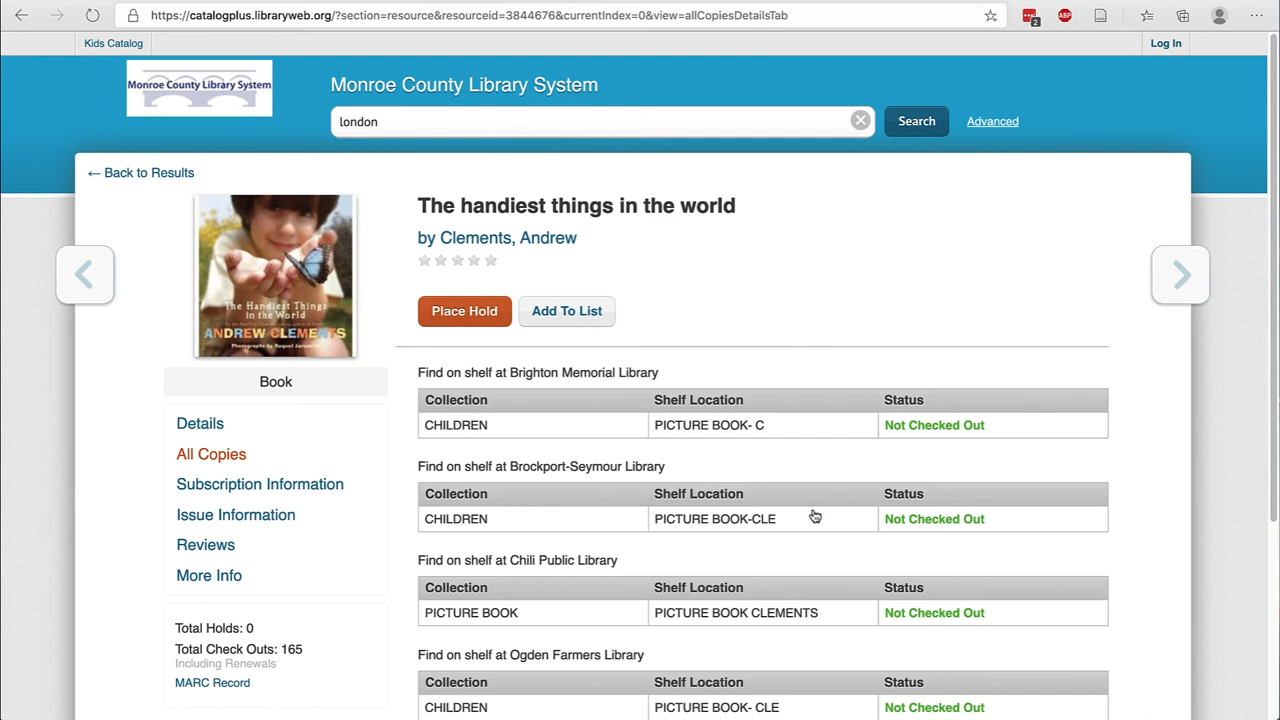 https://catalogplus.libraryweb.org/?section=resource&resourceid=3844676&currentIndex=0&view=allCopiesDetailsTab
2
ABP
Kids Catalog
Log In
Monroe County Library System
Monroe County Library System
london
Search
Advanced
← Back to Results
The Handiest Things
in the World
ANDREW CLEMENTS
The handiest things in the world
by Clements, Andrew
Place Hold
Add To List
Book
Details
All Copies
Subscription Information
Issue Information
Reviews
More Info
Total Holds: 0
Total Check Outs: 165
Including Renewals
MARC Record
Find on shelf at Brighton Memorial Library
Collection Shelf Location Status
CHILDREN PICTURE BOOK- C Not Checked Out
Find on shelf at Brockport-Seymour Library
Collection Shelf Location Status
CHILDREN PICTURE BOOK-CLE Not Checked Out
Find on shelf at Chili Public Library
Collection Shelf Location Status
PICTURE BOOK PICTURE BOOK CLEMENTS Not Checked Out
Find on shelf at Ogden Farmers Library
Collection Shelf Location Status
CHILDREN PICTURE BOOK- CLE Not Checked Out